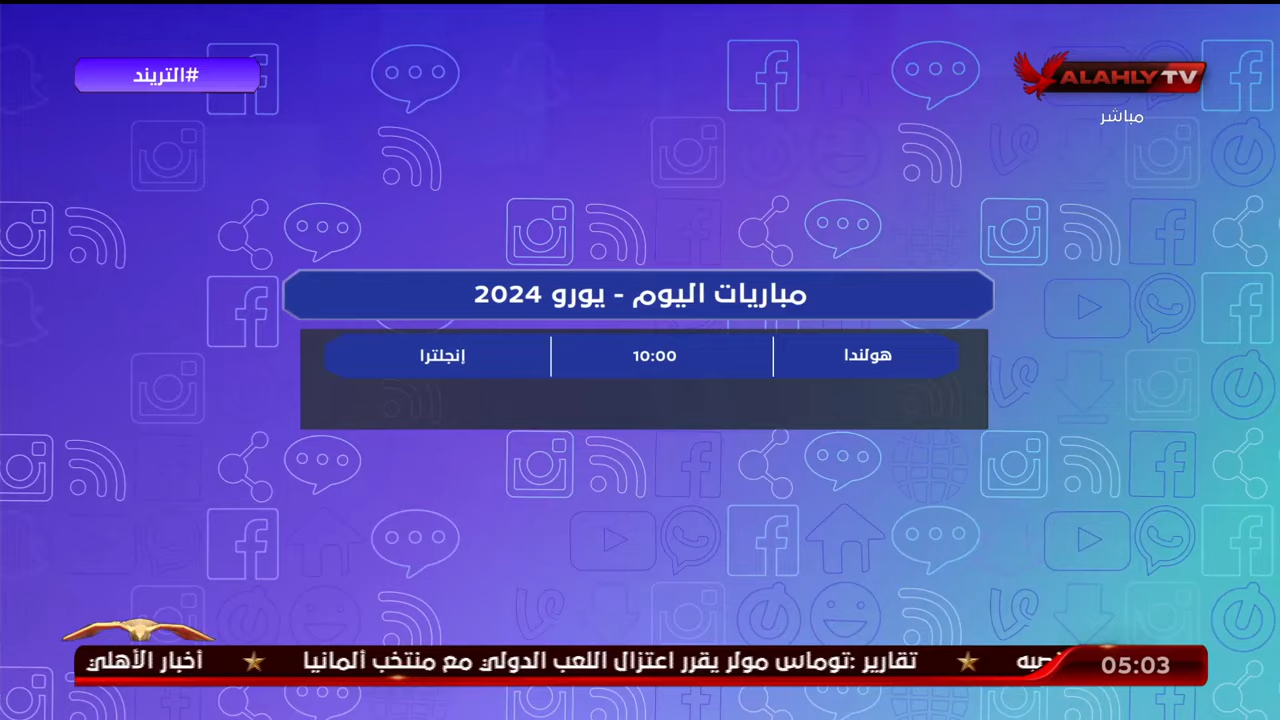 #التريند
ALAHLY TV
مباشر
مباريات اليوم - يورو 2024
هولندا 10:00 إنجلترا
05:03
تقارير :توماس مولر يقرر اعتزال اللعب الدولي مع منتخب ألمانيا
أخبار الأهلي